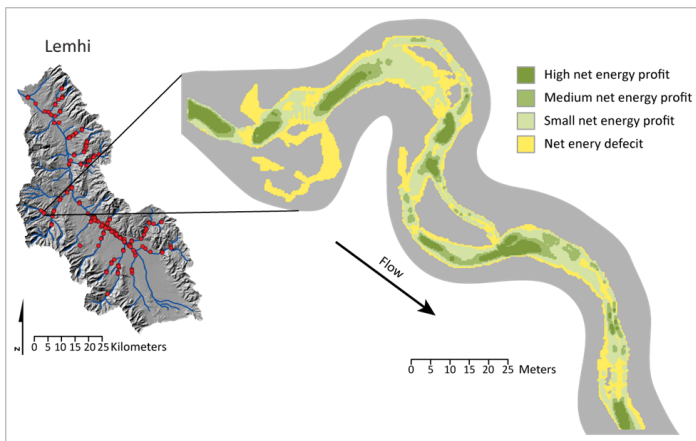 Lemhi
High net energy profit
Medium net energy profit
Small net energy profit
Net enery defecit
Flow
N
0 5 10 15 20 25 Kilometers
0 5 10 15 20 25 Meters